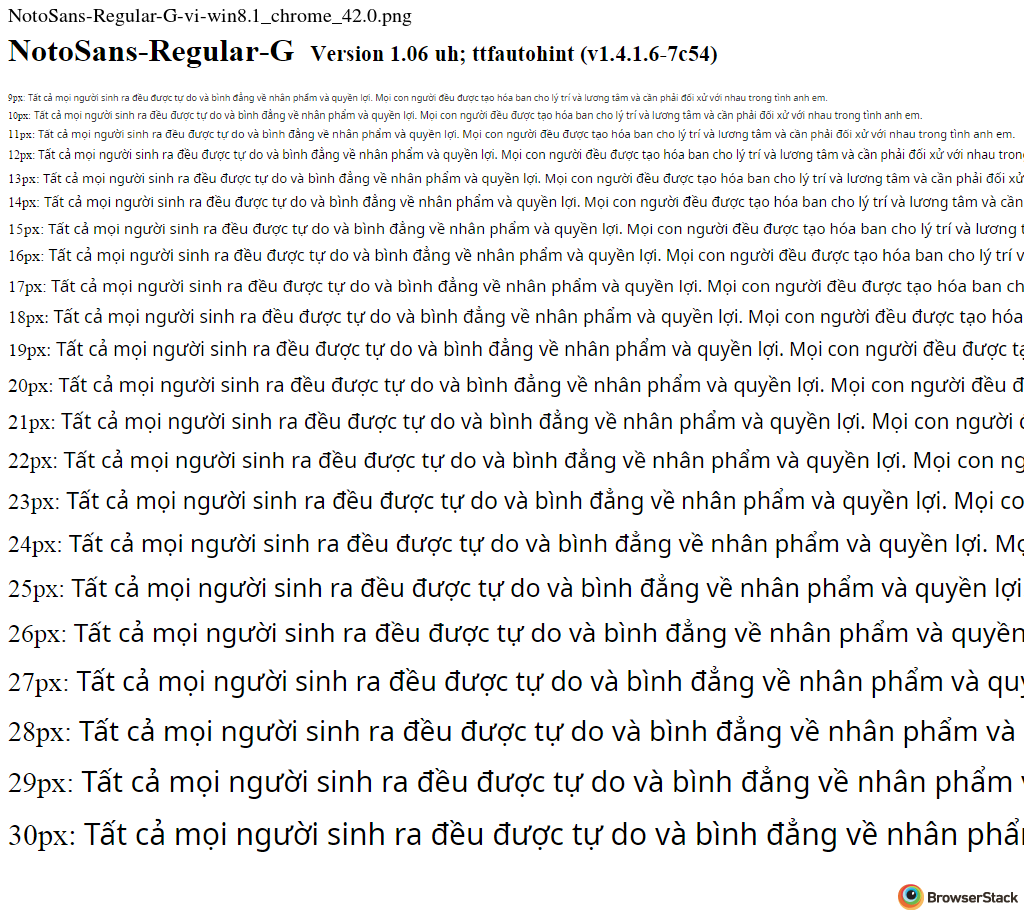 NotoSans-Regular-G-vi-win8.1_chrome_42.0.png
NotoSans-Regular-G Version 1.06 uh; ttfautohint (v1.4.1.6-7c54)
9px: Tất cả mọi người sinh ra đều được tự do và bình đẳng về nhân phẩm và quyền lợi. Mọi con người đều được tạo hóa ban cho lý trí và lương tâm và cần phải đối xử với nhau trong tình anh em.
10px: Tất cả mọi người sinh ra đều được tự do và bình đẳng về nhân phẩm và quyền lợi. Mọi con người đều được tạo hóa ban cho lý trí và lương tâm và cần phải đối xử với nhau trong tình anh em.
11px: Tất cả mọi người sinh ra đều được tự do và bình đẳng về nhân phẩm và quyền lợi. Mọi con người đều được tạo hóa ban cho lý trí và lương tâm và cần phải đối xử với nhau trong tình anh em.
12px: Tất cả mọi người sinh ra đều được tự do và bình đẳng về nhân phẩm và quyền lợi. Mọi con người đều được tạo hóa ban cho lý trí và lương tâm và cần phải đối xử với nhau tron
13px: Tất cả mọi người sinh ra đều được tự do và bình đẳng về nhân phẩm và quyền lợi. Mọi con người đều được tạo hóa ban cho lý trí và lương tâm và cần phải đối xử
14px: Tất cả mọi người sinh ra đều được tự do và bình đẳng về nhân phẩm và quyền lợi. Mọi con người đều được tạo hóa ban cho lý trí và lương tâm và cần
15px: Tất cả mọi người sinh ra đều được tự do và bình đẳng về nhân phẩm và quyền lợi. Mọi con người đều được tạo hóa ban cho lý trí và lương t
16px: Tất cả mọi người sinh ra đều được tự do và bình đẳng về nhân phẩm và quyền lợi. Mọi con người đều được tạo hóa ban cho lý trí v
17px: Tất cả mọi người sinh ra đều được tự do và bình đẳng về nhân phẩm và quyền lợi. Mọi con người đều được tạo hóa ban ch
18px: Tất cả mọi người sinh ra đều được tự do và bình đẳng về nhân phẩm và quyền lợi. Mọi con người đều được tạo hóa
19px: Tất cả mọi người sinh ra đều được tự do và bình đẳng về nhân phẩm và quyền lợi. Mọi con người đều được tạ
20px: Tất cả mọi người sinh ra đều được tự do và bình đẳng về nhân phẩm và quyền lợi. Mọi con người đều đ
21px: Tất cả mọi người sinh ra đều được tự do và bình đẳng về nhân phẩm và quyền lợi. Mọi con người
22px: Tất cả mọi người sinh ra đều được tự do và bình đẳng về nhân phẩm và quyền lợi. Mọi con ng
23px: Tất cả mọi người sinh ra đều được tự do và bình đẳng về nhân phẩm và quyền lợi. Mọi co
24px: Tất cả mọi người sinh ra đều được tự do và bình đẳng về nhân phẩm và quyền lợi. Mọ
25px: Tất cả mọi người sinh ra đều được tự do và bình đẳng về nhân phẩm và quyền lợi
26px: Tất cả mọi người sinh ra đều được tự do và bình đẳng về nhân phẩm và quyền
27px: Tất cả mọi người sinh ra đều được tự do và bình đẳng về nhân phẩm và quy
28px: Tất cả mọi người sinh ra đều được tự do và bình đẳng về nhân phẩm và
29px: Tất cả mọi người sinh ra đều được tự do và bình đẳng về nhân phẩm v
30px: Tất cả mọi người sinh ra đều được tự do và bình đẳng về nhân phẩ
BrowserStack